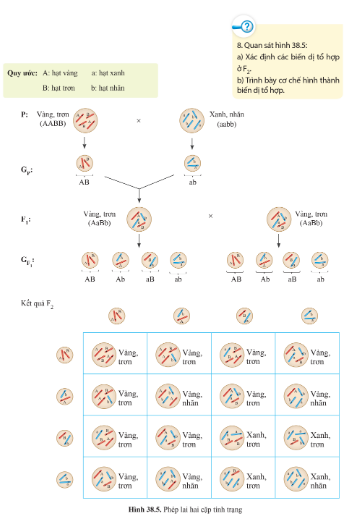 8. Quan sát hình 38.5:
a) Xác định các biến dị tổ hợp
ở F2.
b) Trình bày cơ chế hình thành
biến dị tổ hợp.
Quy ước: A: hạt vàng a: hạt xanh
B: hạt trơn b: hạt nhăn
P: Vàng, trơn (AABB) × Xanh, nhăn (aabb)
GP:
AB ab
F1: Vàng, trơn (AaBb) × Vàng, trơn (AaBb)
GF1:
AB Ab aB ab AB Ab aB ab
Kết quả F2
Vàng, trơn Vàng, trơn Vàng, trơn Vàng, trơn
Vàng, trơn Vàng, nhăn Vàng, trơn Vàng, nhăn
Vàng, trơn Vàng, trơn Xanh, trơn Xanh, trơn
Vàng, trơn Vàng, nhăn Xanh, trơn Xanh, nhăn
Hình 38.5. Phép lai hai cặp tính trạng